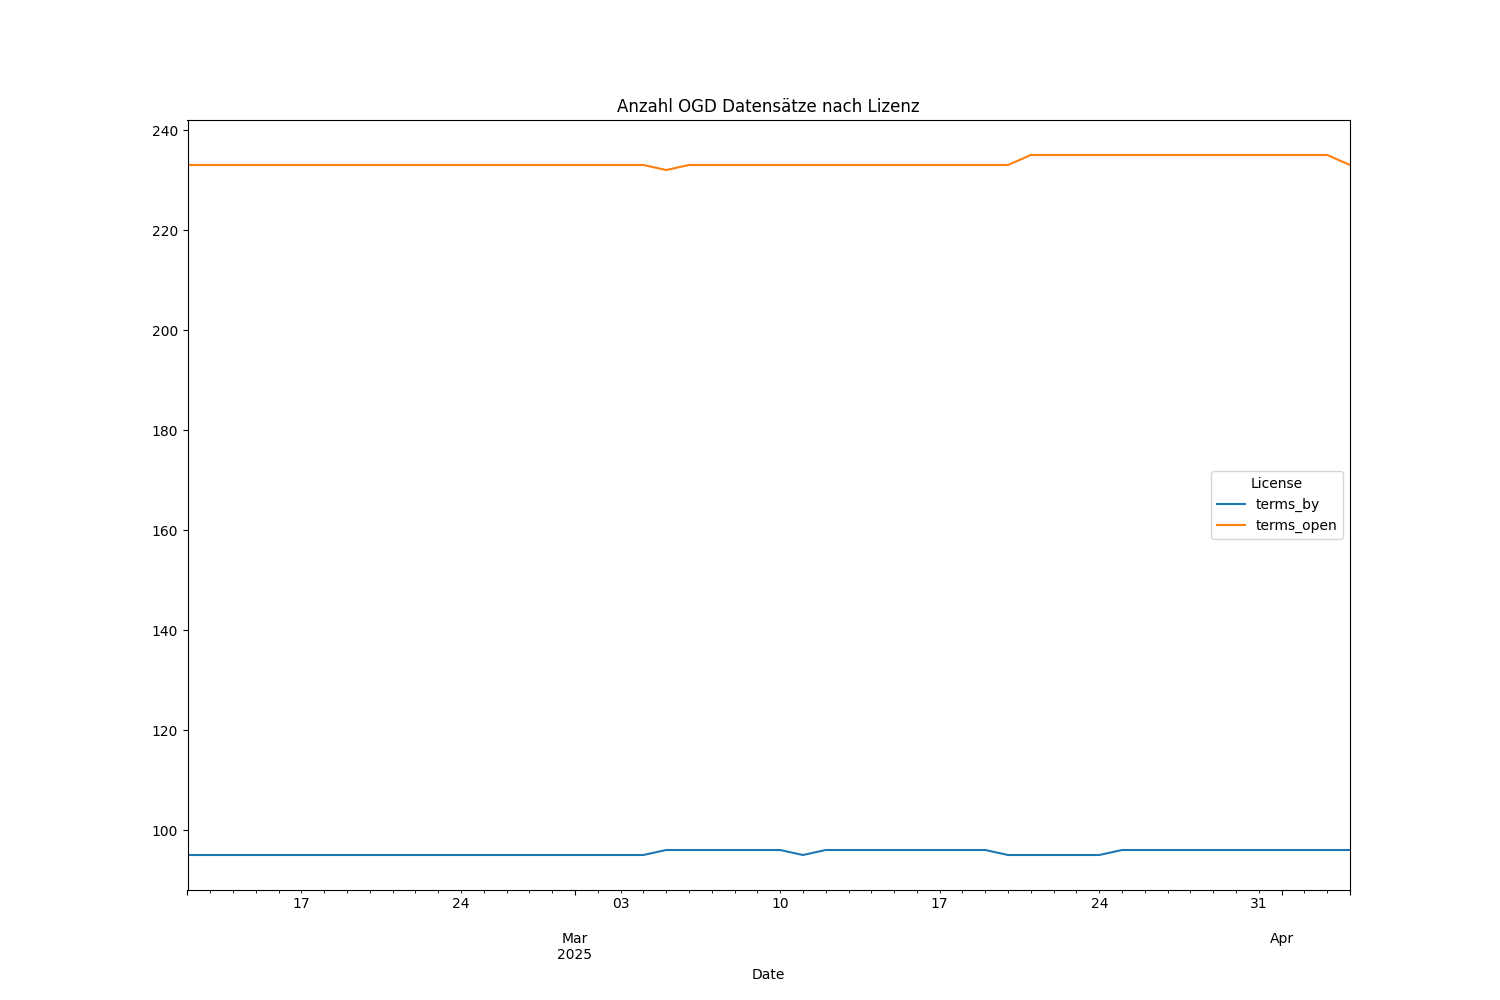 Anzahl OGD Datensätze nach Lizenz
240
220
200
180
160
140
120
100
License
terms_by
terms_open
17
24
03
10
17
24
31
Mar
2025
Apr
Date